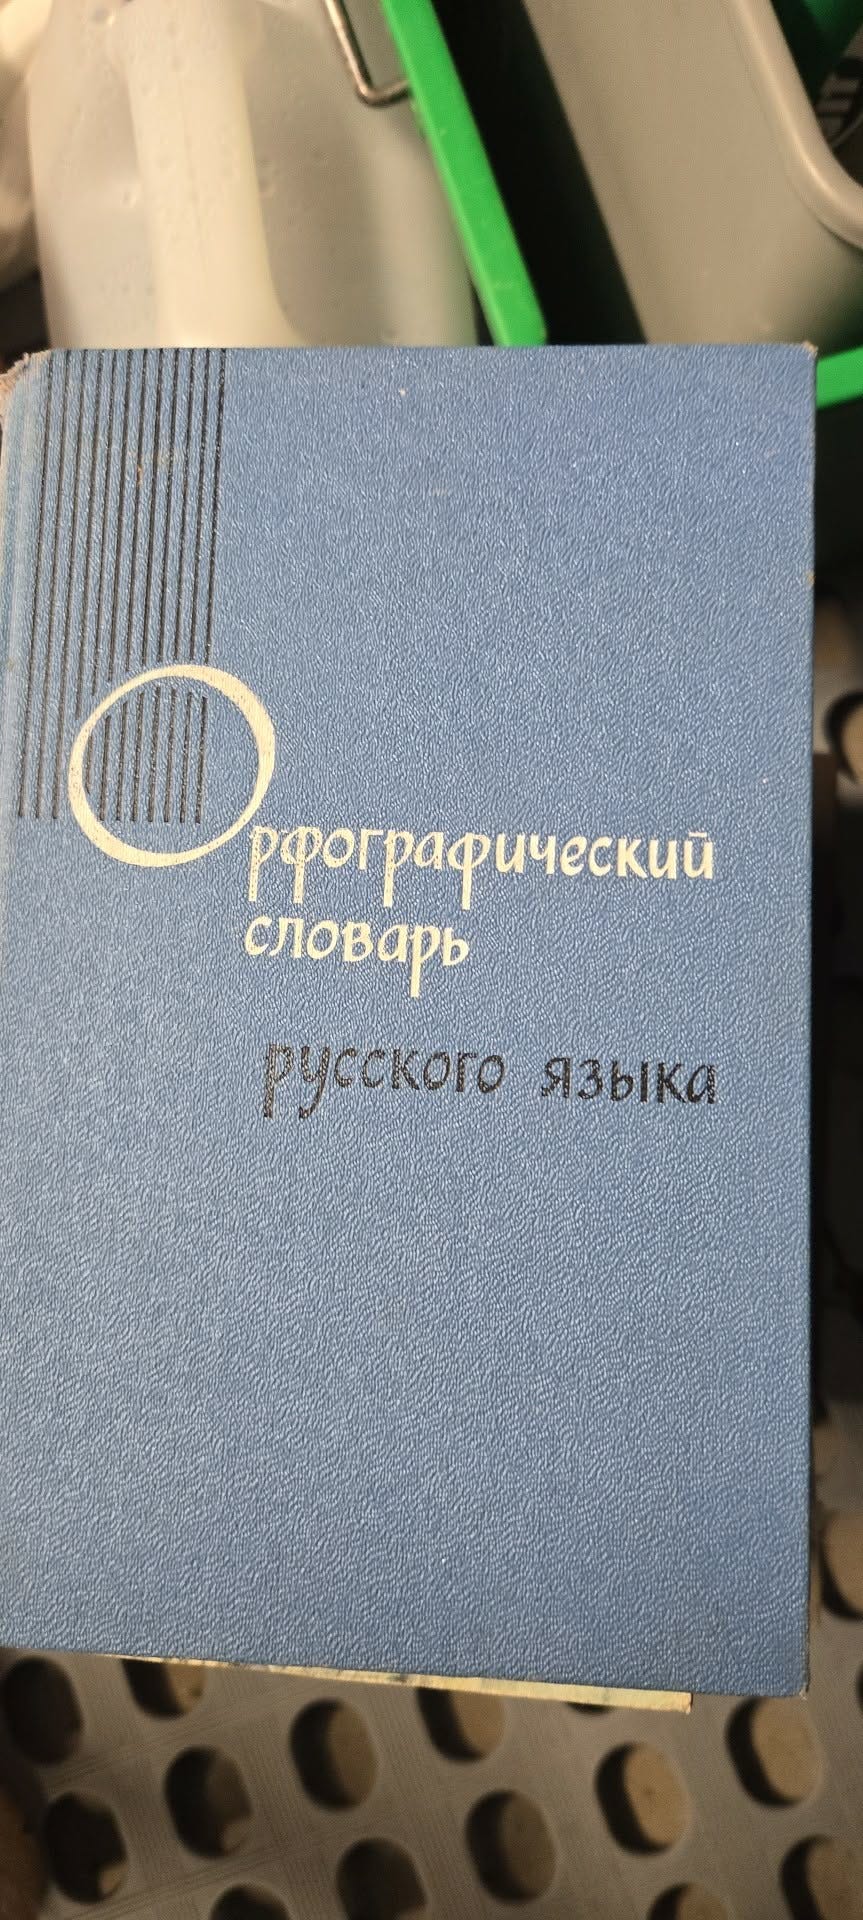 Орфографический
словарь
русского языка